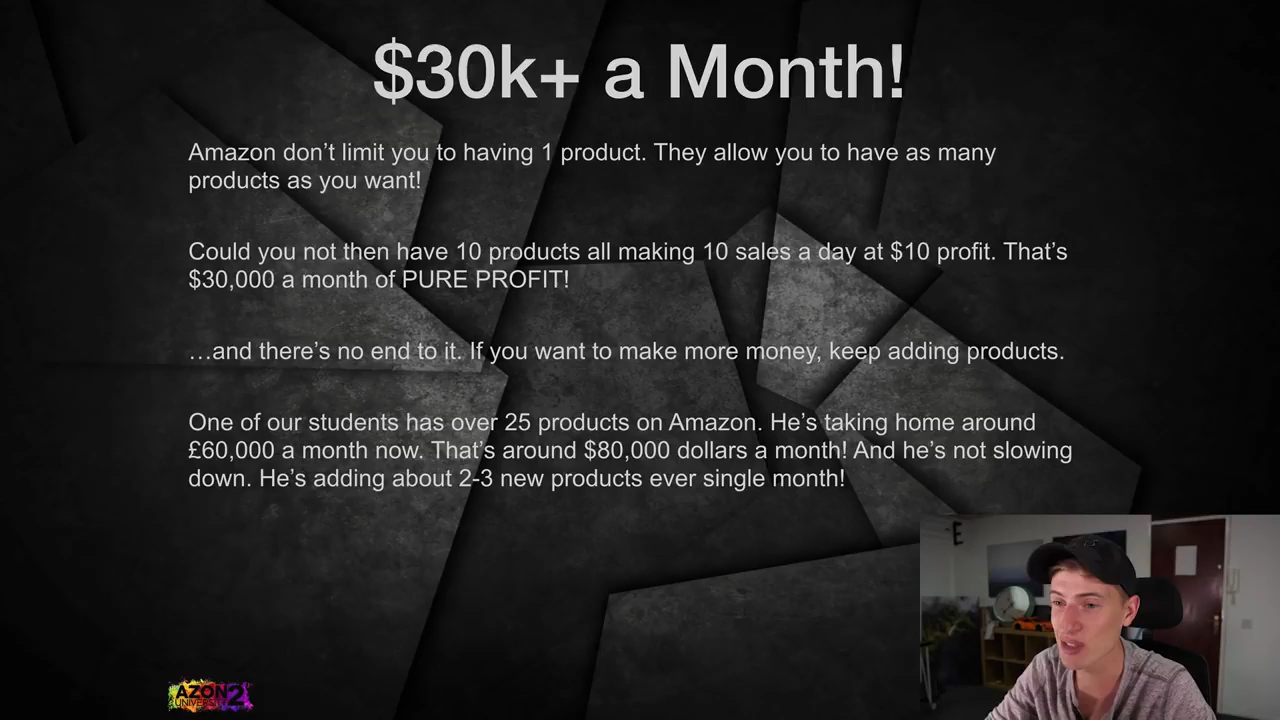 $30k+ a Month!
Amazon don’t limit you to having 1 product. They allow you to have as many
products as you want!
Could you not then have 10 products all making 10 sales a day at $10 profit. That’s
$30,000 a month of PURE PROFIT!
…and there’s no end to it. If you want to make more money, keep adding products.
One of our students has over 25 products on Amazon. He’s taking home around
£60,000 a month now. That’s around $80,000 dollars a month! And he’s not slowing
down. He’s adding about 2-3 new products ever single month!
E
AZON 2
UNIVERSITY